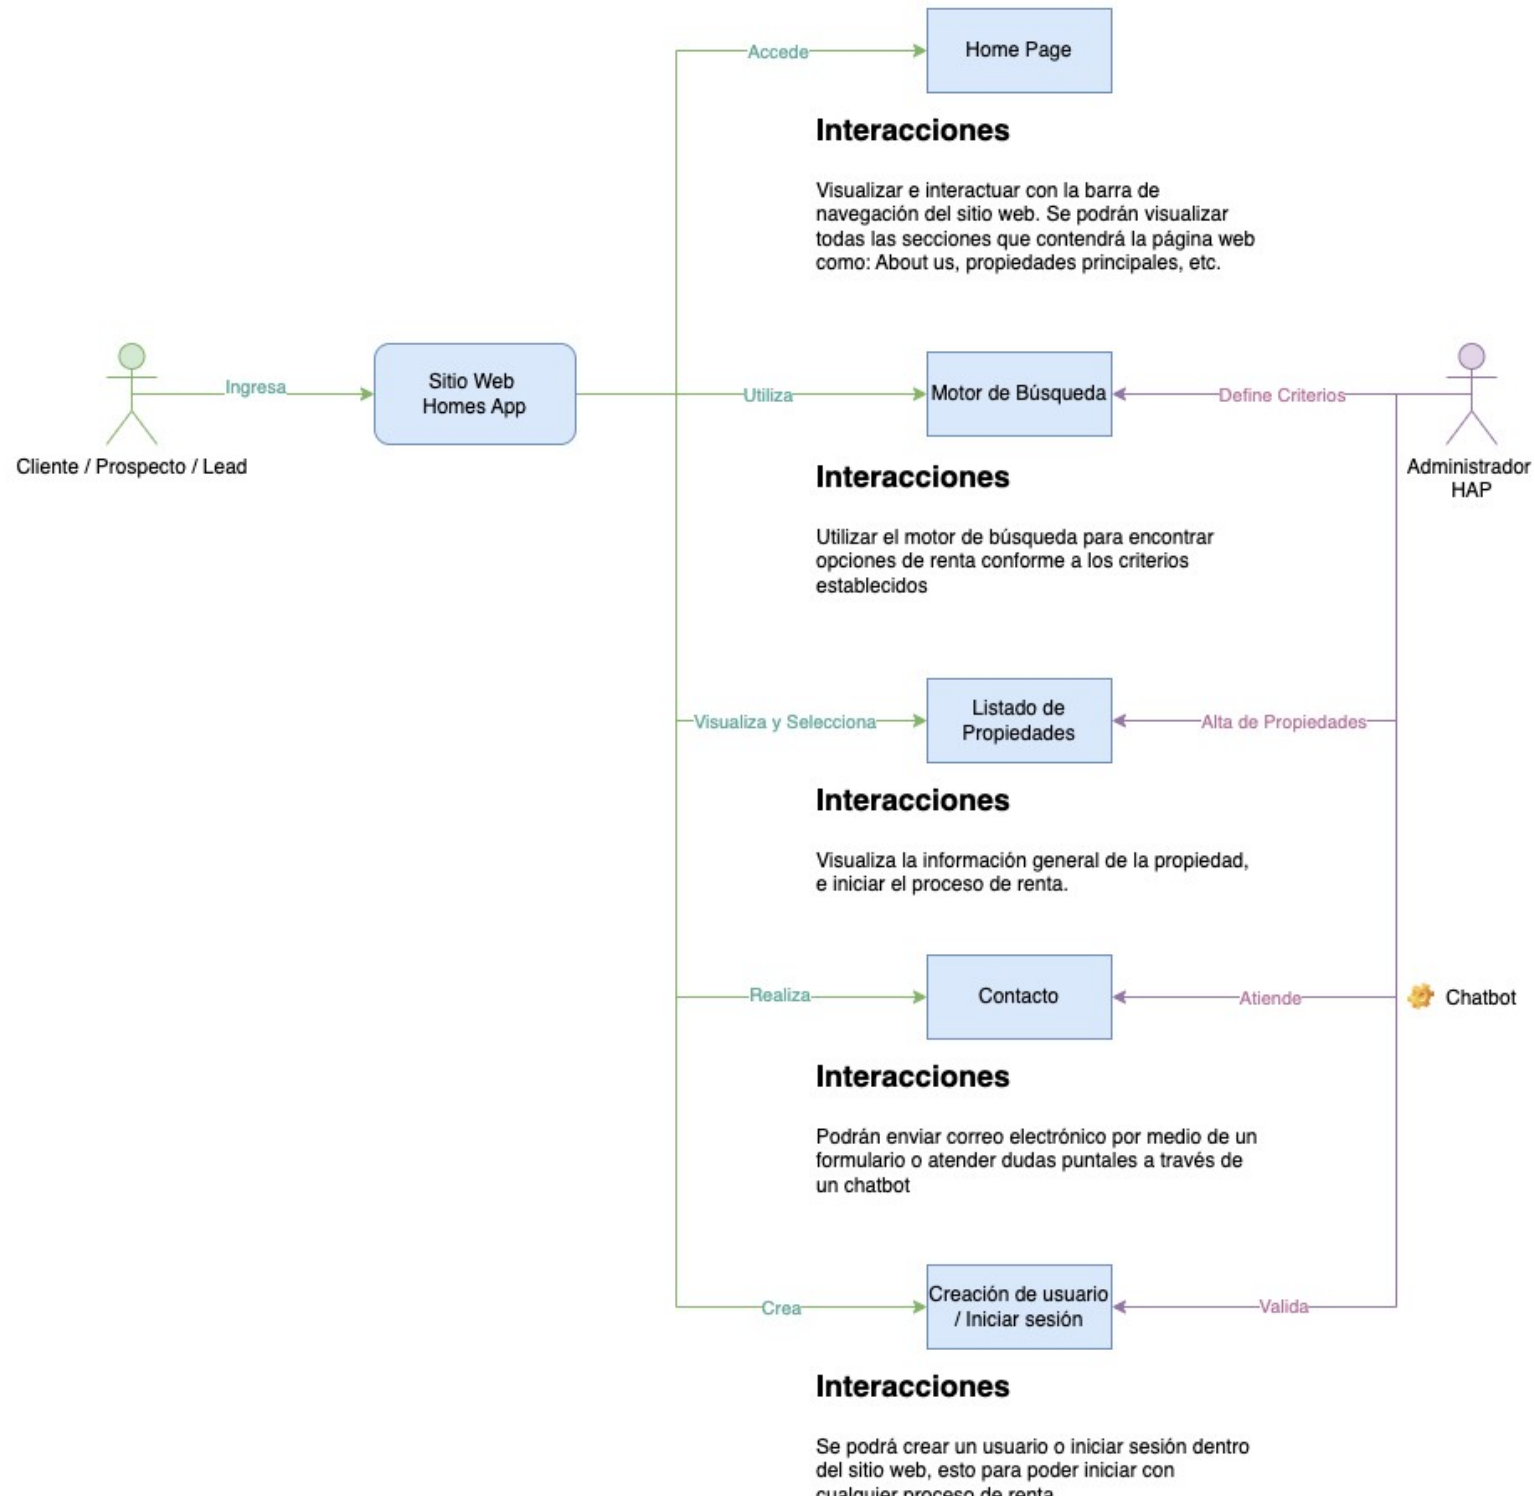 Accede
Home Page
Interacciones
Visualizar e interactuar con la barra de
navegación del sitio web. Se podrán visualizar
todas las secciones que contendrá la página web
como: About us, propiedades principales, etc.
Cliente / Prospecto / Lead
Ingresa
Sitio Web
Homes App
Utiliza
Motor de Búsqueda
Define Criterios
Administrador
HAP
Interacciones
Utilizar el motor de búsqueda para encontrar
opciones de renta conforme a los criterios
establecidos
Visualiza y Selecciona
Listado de
Propiedades
Alta de Propiedades
Interacciones
Visualiza la información general de la propiedad,
e iniciar el proceso de renta.
Realiza
Contacto
Atiende
Chatbot
Interacciones
Podrán enviar correo electrónico por medio de un
formulario o atender dudas puntales a través de
un chatbot
Crea
Creación de usuario
/ Iniciar sesión
Valida
Interacciones
Se podrá crear un usuario o iniciar sesión dentro
del sitio web, esto para poder iniciar con
cualquier proceso de renta